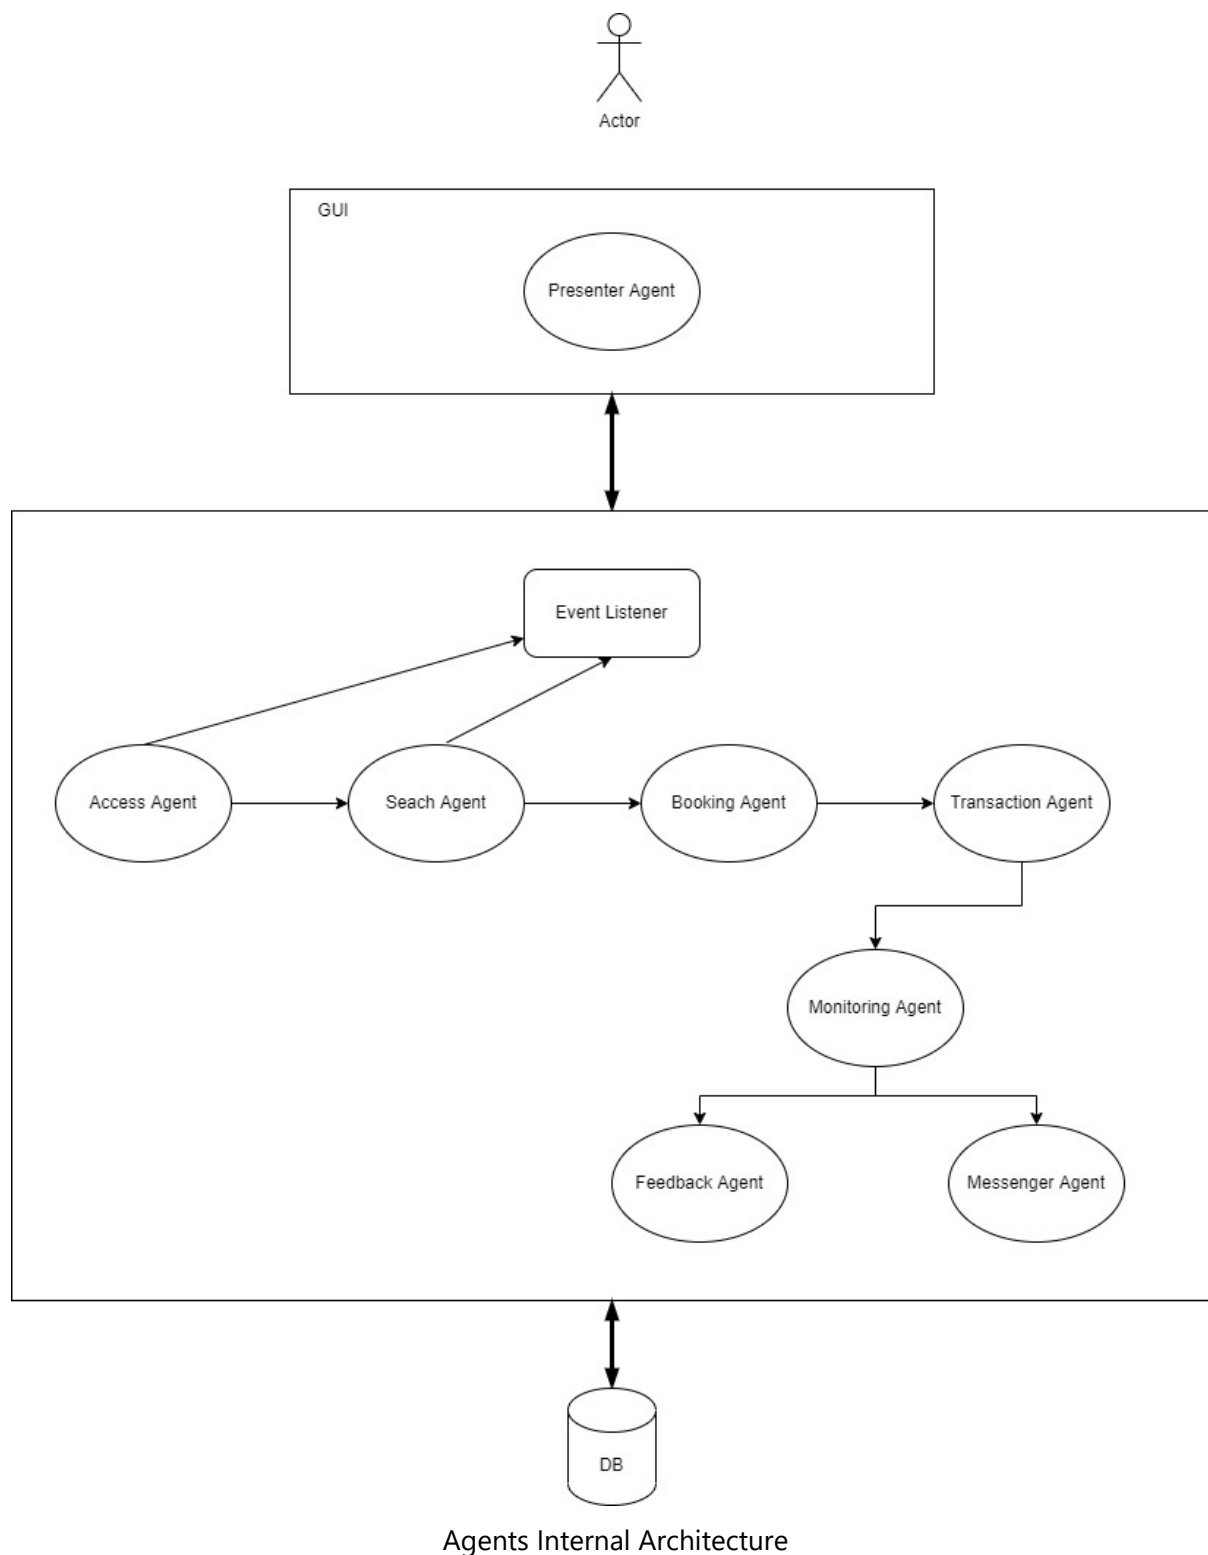 Actor
GUI
Presenter Agent
Event Listener
Access Agent
Seach Agent
Booking Agent
Transaction Agent
Monitoring Agent
Feedback Agent
Messenger Agent
DB
Agents Internal Architecture